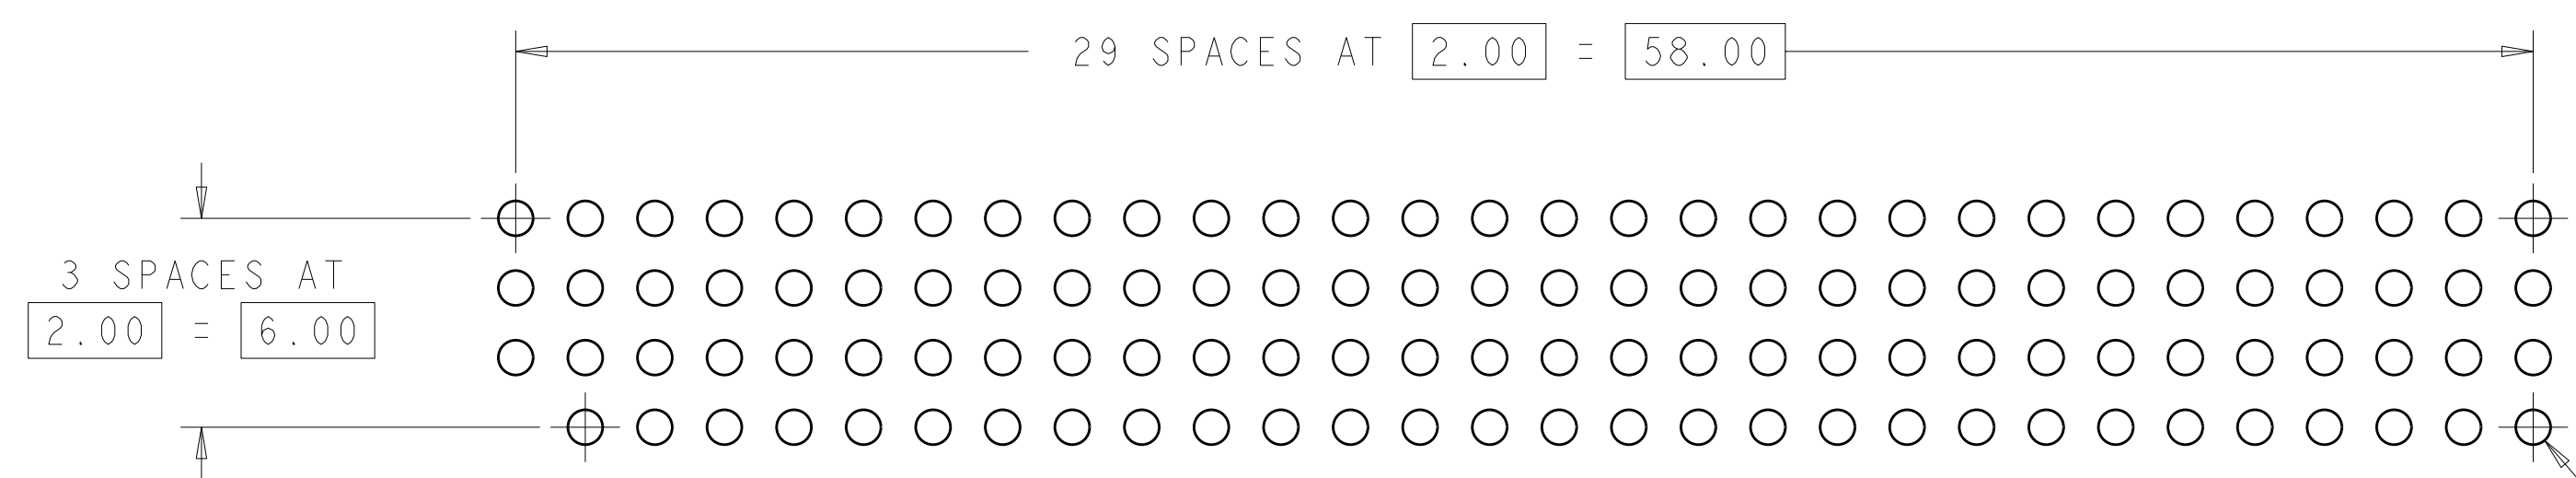 29 SPACES AT 2.00 = 58.00
3 SPACES AT
2.00 = 6.00